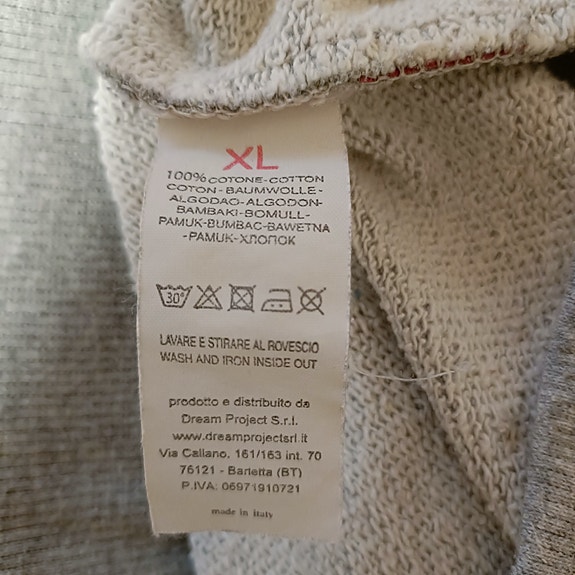 XL
100% COTONE-COTTON
COTON-BAUMWOLLE-
ALGODAO-ALGODON-
BAMBAKI-BOMULL-
PAMUK-BUMBAC-BAWETNA
-PAMUK-ХЛОПОК
30°
LAVARE E STIRARE AL ROVESCIO
WASH AND IRON INSIDE OUT
prodotto e distribuito da
Dream Project S.r.l.
www.dreamprojectsrl.it
Via Callano, 161/163 int. 70
76121 - Barletta (BT)
P.IVA: 06971910721
made in Italy